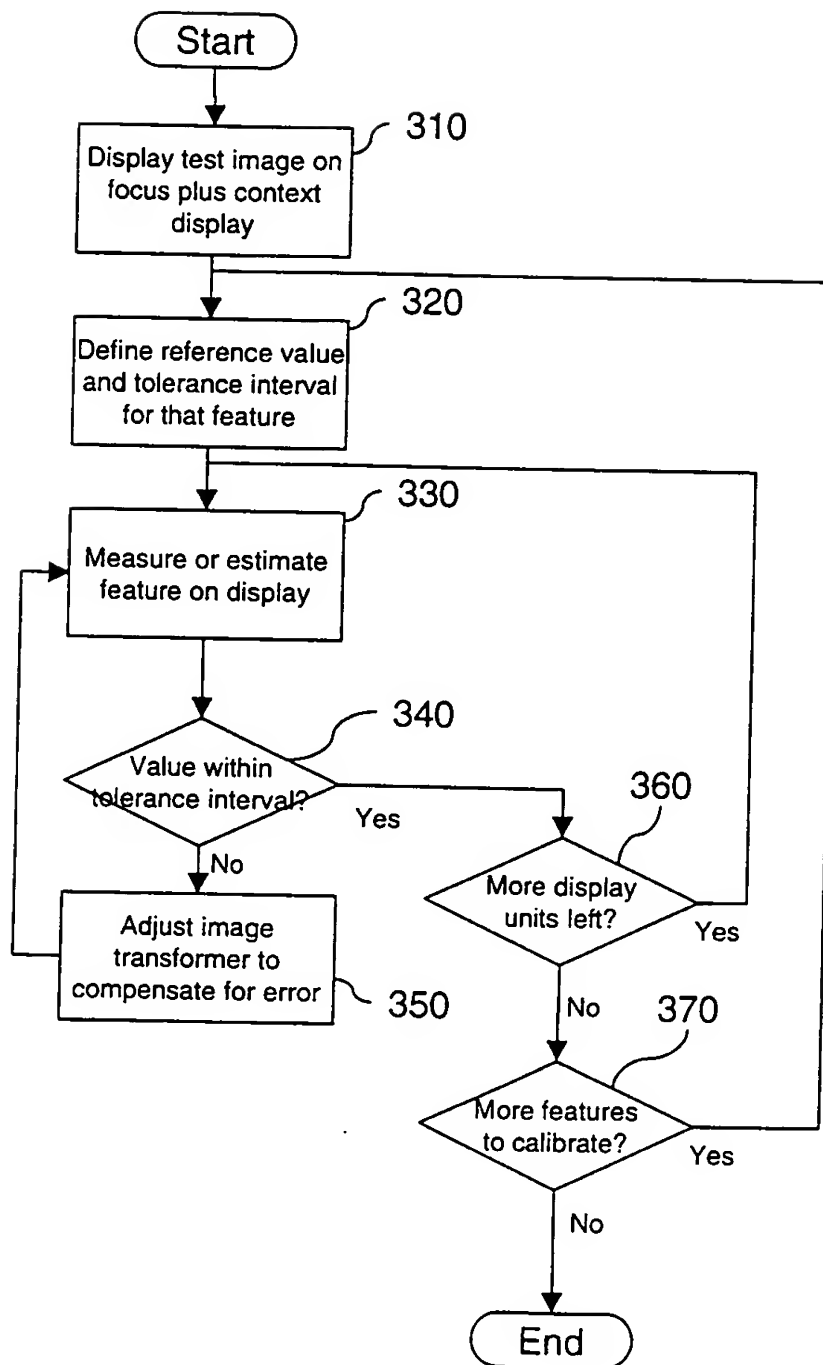 Start
310
Display test image on
focus plus context
display
320
Define reference value
and tolerance interval
for that feature
330
Measure or estimate
feature on display
340
Value within
tolerance interval?
Yes
No
360
More display
units left?
Yes
Adjust image
transformer to
compensate for error
350
No
370
More features
to calibrate?
Yes
No
End